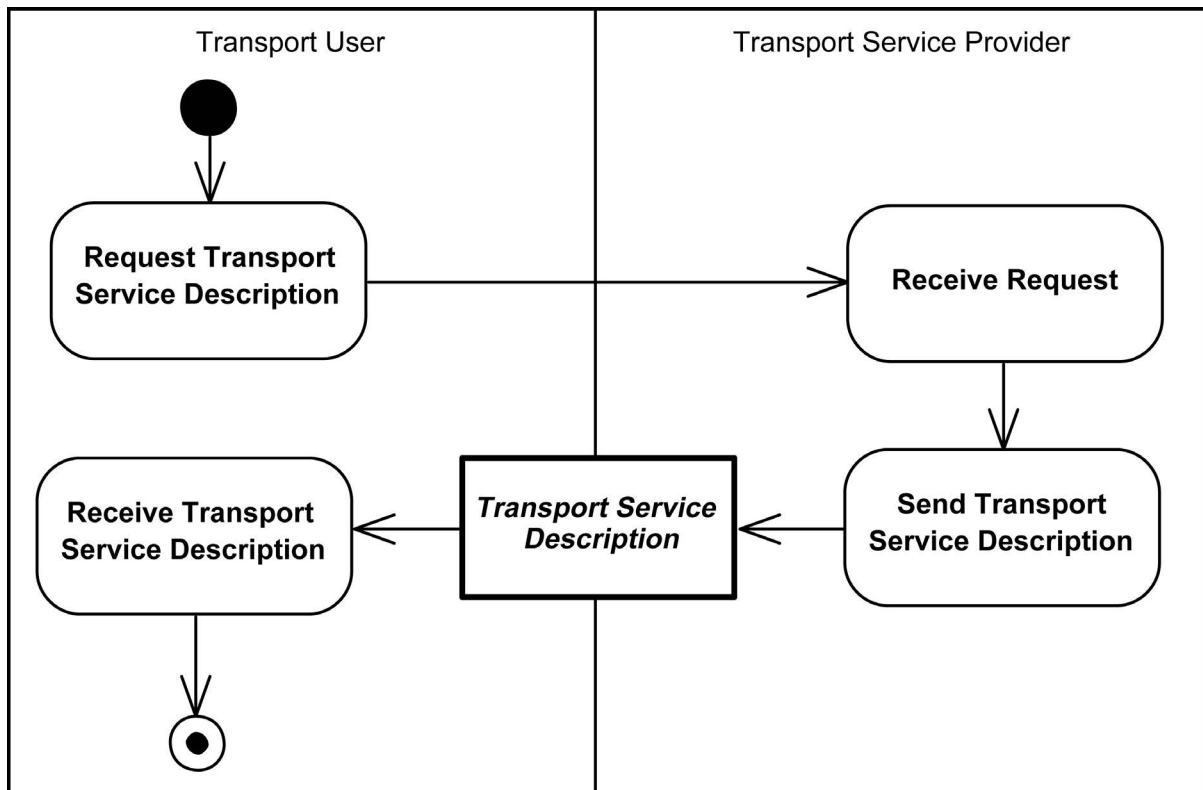 Transport User
Transport Service Provider
Request Transport
Service Description
Receive Request
Receive Transport
Service Description
Transport Service
Description
Send Transport
Service Description